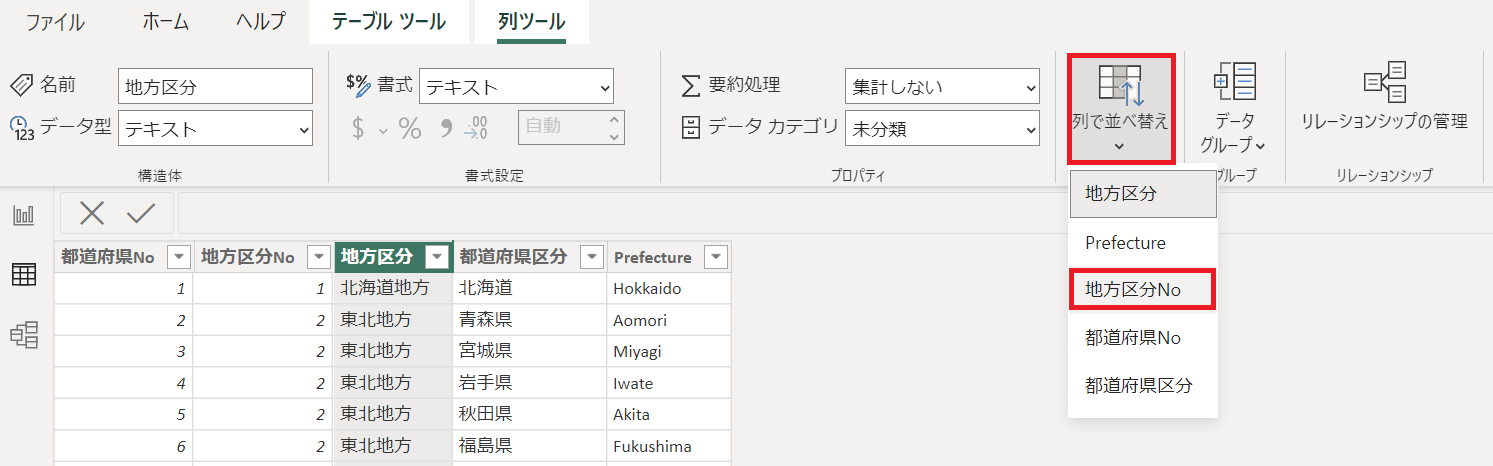 ファイル ホーム ヘルプ テーブル ツール 列ツール
名前 地方区分 $% 書式 テキスト Σ 要約処理 集計しない
123 データ型 テキスト $ % 9 .00 →.0 自動 データ カテゴリ 未分類
列で並べ替え
データ
グループ
リレーションシップの管理
構造体 書式設定 プロパティ グループ リレーションシップ
地方区分
Prefecture
地方区分No
都道府県No
都道府県区分
都道府県No 地方区分No 地方区分 都道府県区分 Prefecture
1 1 北海道地方 北海道 Hokkaido
2 2 東北地方 青森県 Aomori
3 2 東北地方 宮城県 Miyagi
4 2 東北地方 岩手県 Iwate
5 2 東北地方 秋田県 Akita
6 2 東北地方 福島県 Fukushima